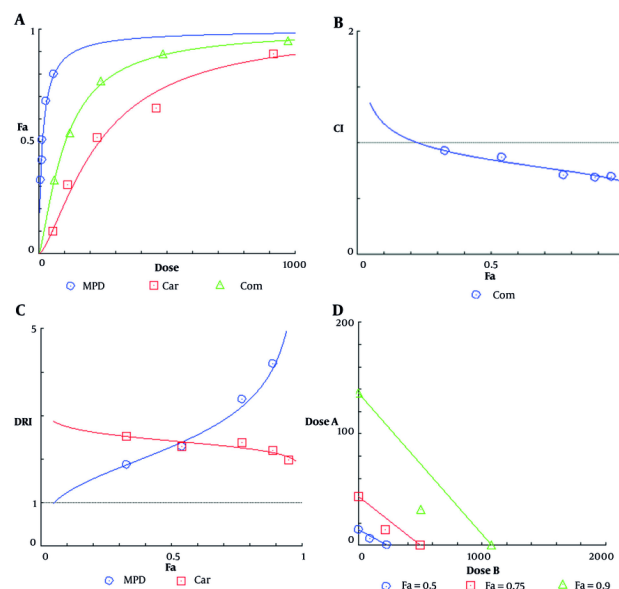 A
1
Fa
0.5
0
0
Dose
1000
MPD
Car
Com
B
2
CI
1
0
0
0.5
Fa
Com
C
5
DRI
1
0
0
0.5
1
Fa
MPD
Car
D
200
Dose A
100
0
0
1000
2000
Dose B
Fa = 0.5
Fa = 0.75
Fa = 0.9